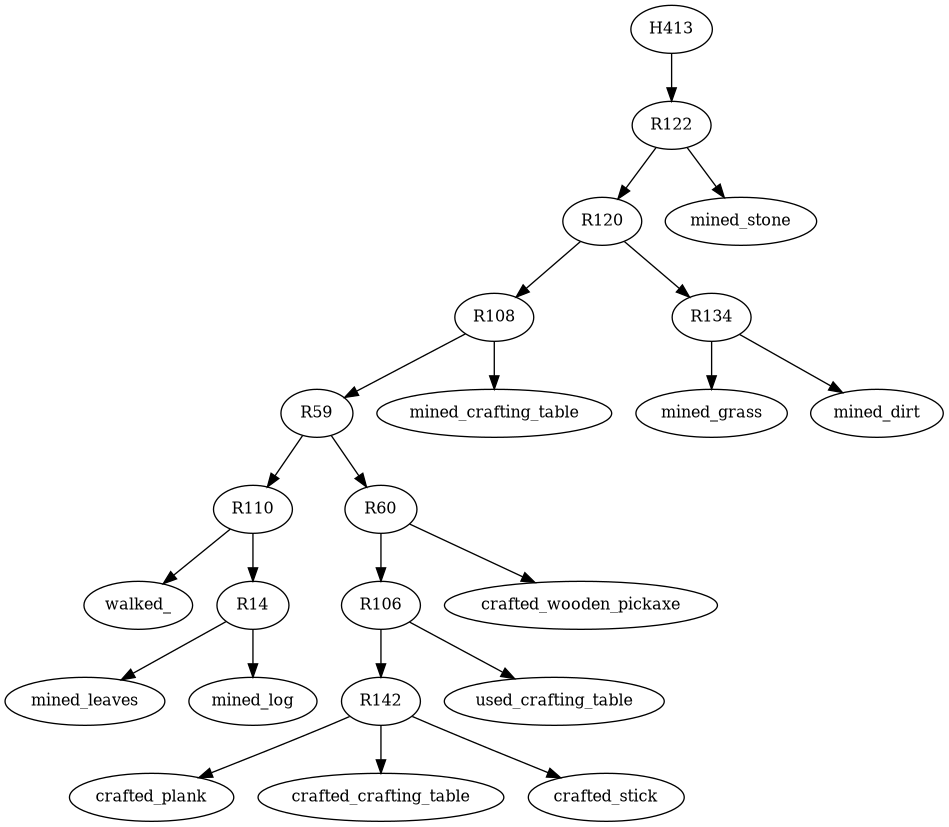 H413
R122
R120
mined_stone
R108
R134
R59
mined_crafting_table
mined_grass
mined_dirt
R110
R60
walked_
R14
R106
crafted_wooden_pickaxe
mined_leaves
mined_log
R142
used_crafting_table
crafted_plank
crafted_crafting_table
crafted_stick